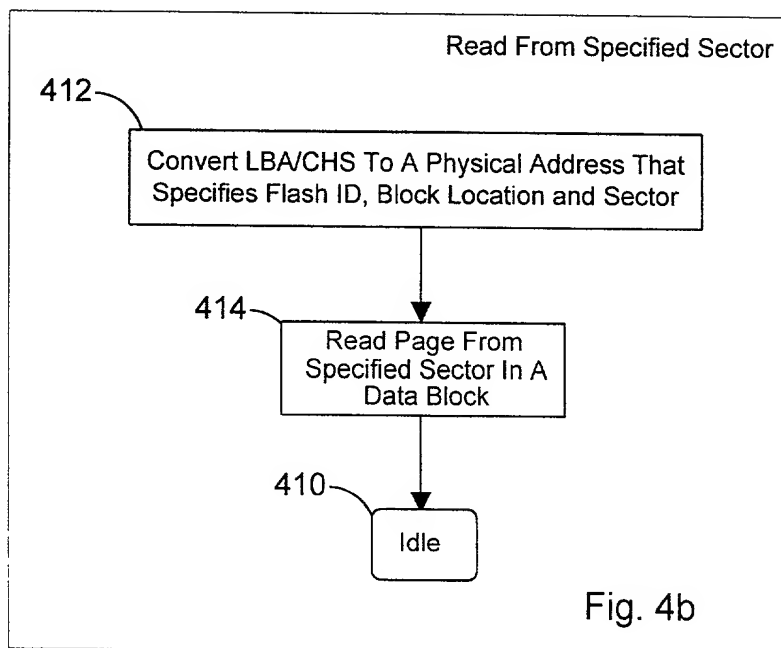 Read From Specified Sector
412
Convert LBA/CHS To A Physical Address That
Specifies Flash ID, Block Location and Sector
414
Read Page From
Specified Sector In A
Data Block
410
Idle
Fig. 4b